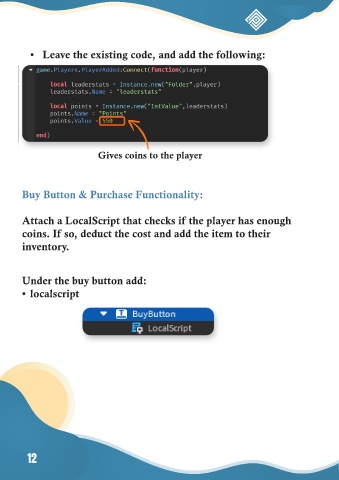 • Leave the existing code, and add the following:
game.Players.PlayerAdded:Connect(function(player)
local leaderstats = Instance.new("Folder",player)
leaderstats.Name = "leaderstats"
local points = Instance.new("IntValue",leaderstats)
points.Name = "Points"
points.Value = 550
end)
Gives coins to the player
Buy Button & Purchase Functionality:
Attach a LocalScript that checks if the player has enough
coins. If so, deduct the cost and add the item to their
inventory.
Under the buy button add:
• localscript
BuyButton
LocalScript
12